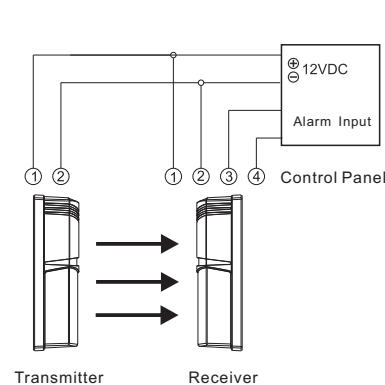 ⊕ 12VDC
⊖
Alarm Input
① ② ① ② ③ ④ Control Panel
Transmitter Receiver